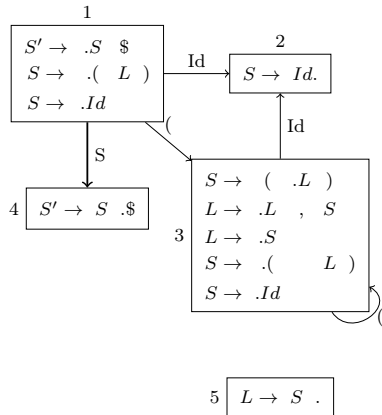 1
S′ → .S $
S → .( L )
S → .Id
Id
2
S → Id.
(
S
Id
4
S′ → S .$
3
S → ( .L )
L → .L , S
L → .S
S → .( L )
S → .Id
(
5
L → S .